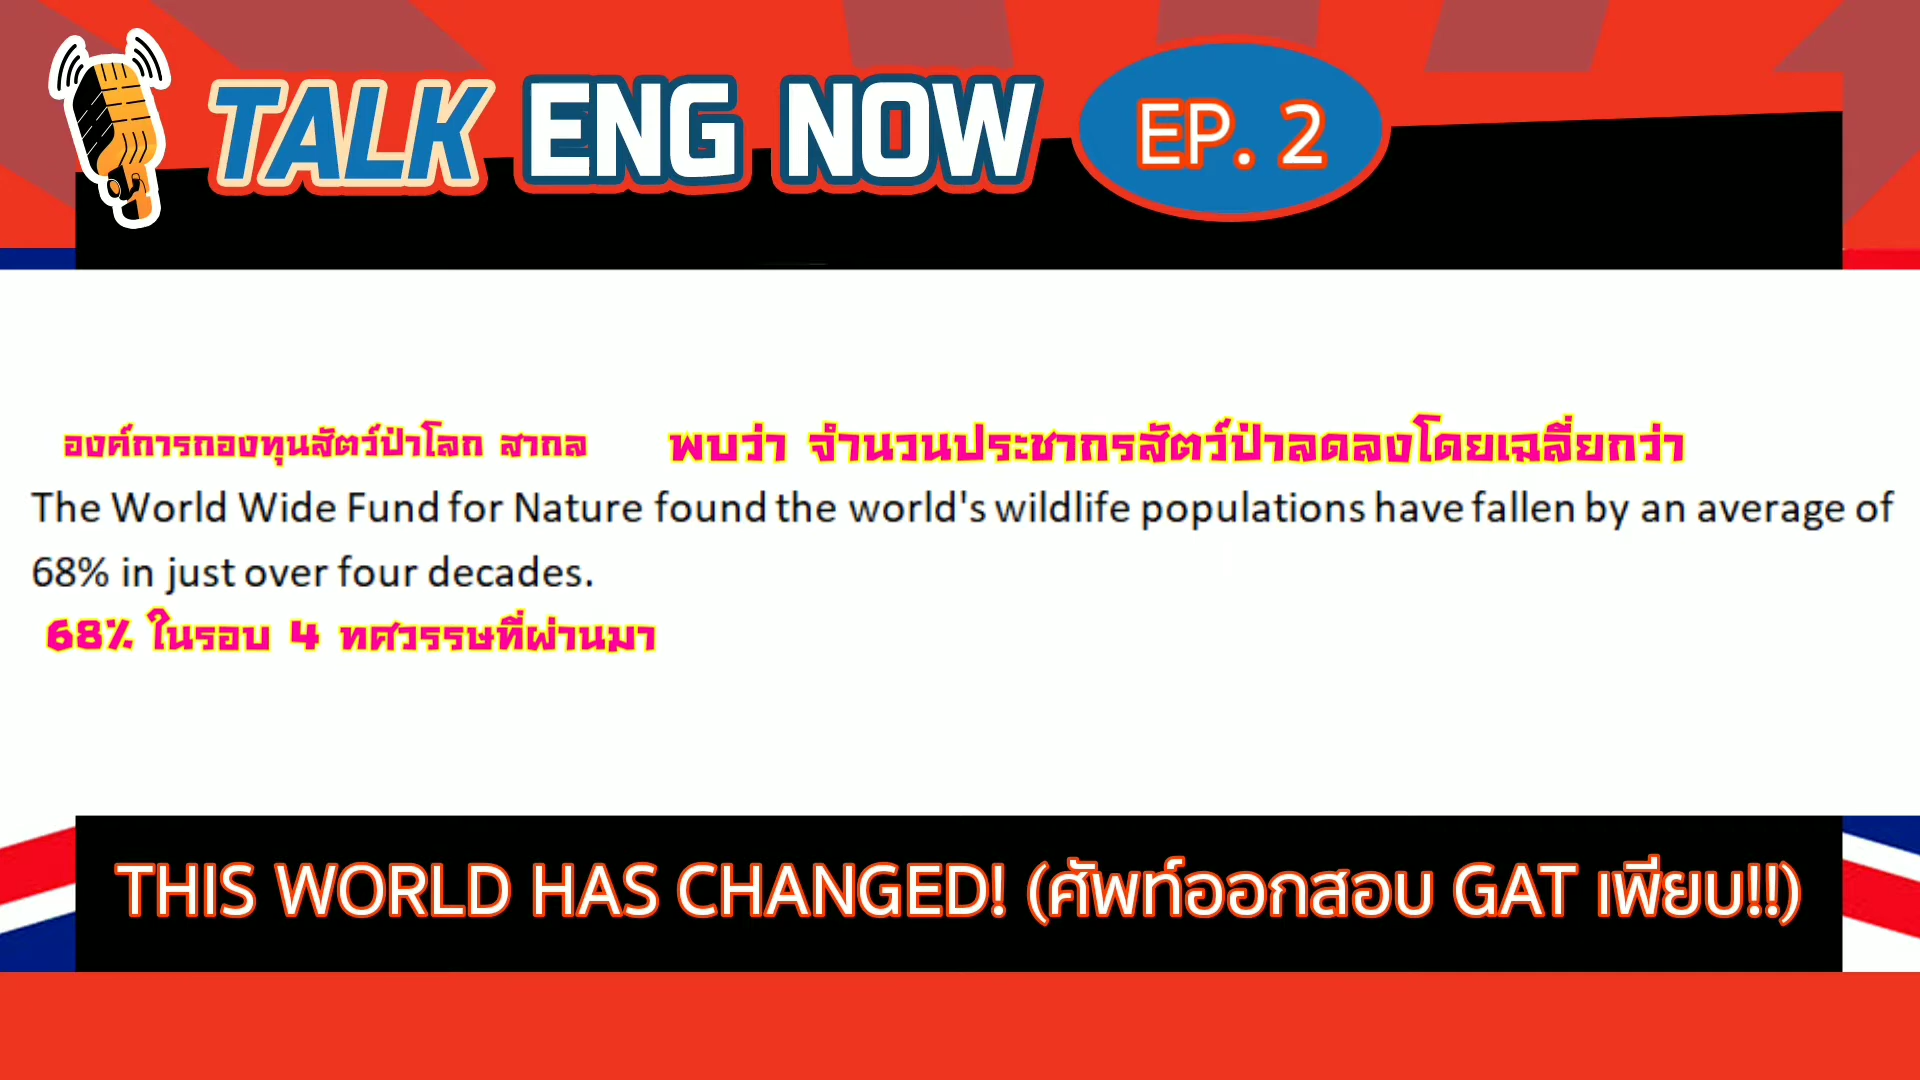 TALK ENG NOW EP. 2
องค์การกองทุนสัตว์ป่าโลก สากล พบว่า จำนวนประชากรสัตว์ป่าลดลงโดยเฉลี่ยกว่า
The World Wide Fund for Nature found the world's wildlife populations have fallen by an average of
68% in just over four decades.
68% ในรอบ 4 ทศวรรษที่ผ่านมา
THIS WORLD HAS CHANGED! (ศัพท์ออกสอบ GAT เพียบ!!)